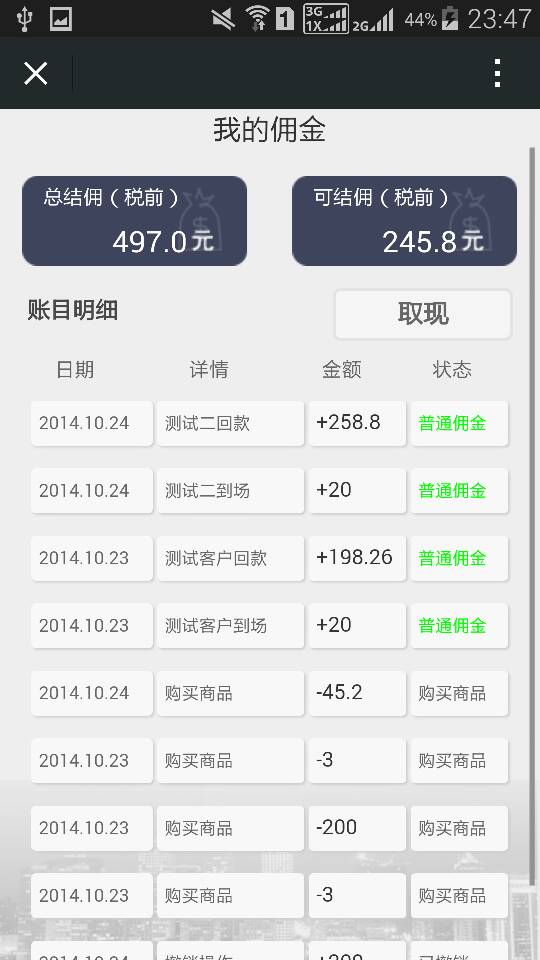 3G 1X 2G 44% 23:47
我的佣金
总结佣（税前） 可结佣（税前）
497.0元 245.8元
账目明细 取现
日期 详情 金额 状态
2014.10.24 测试二回款 +258.8 普通佣金
2014.10.24 测试二到场 +20 普通佣金
2014.10.23 测试客户回款 +198.26 普通佣金
2014.10.23 测试客户到场 +20 普通佣金
2014.10.24 购买商品 -45.2 购买商品
2014.10.23 购买商品 -3 购买商品
2014.10.23 购买商品 -200 购买商品
2014.10.23 购买商品 -3 购买商品